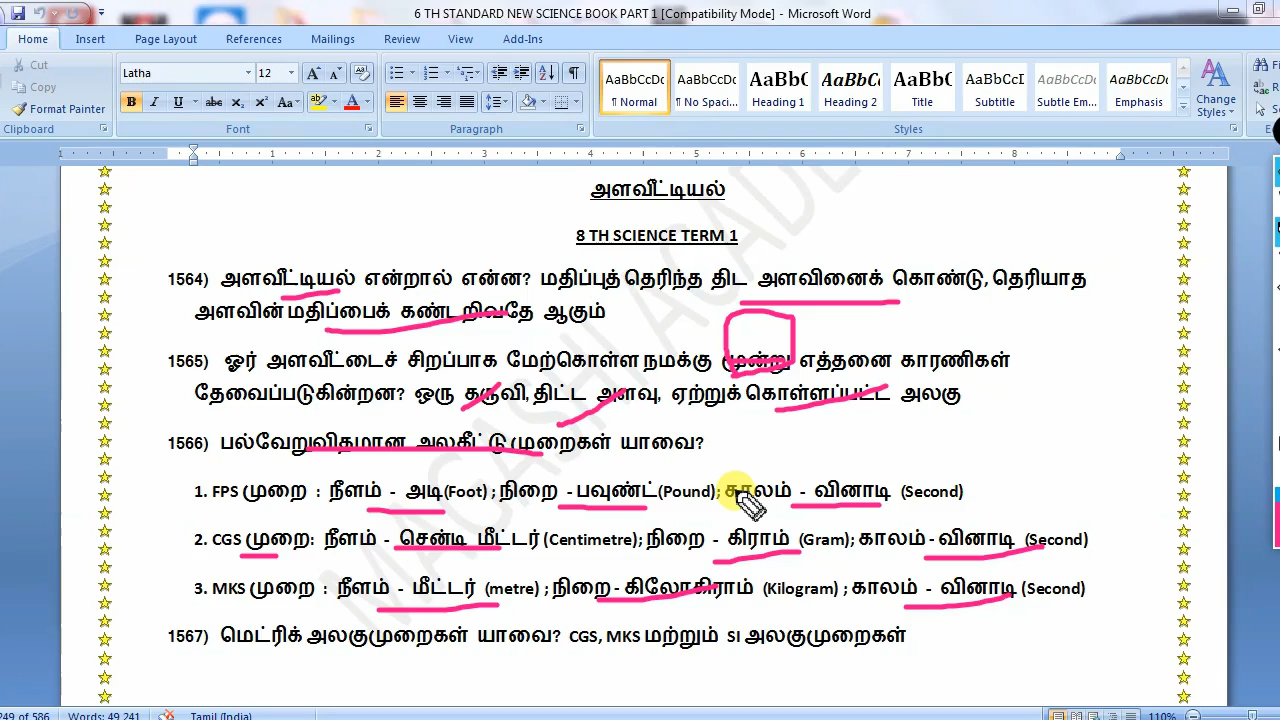 6 TH STANDARD NEW SCIENCE BOOK PART 1 [Compatibility Mode] - Microsoft Word
Home Insert Page Layout References Mailings Review View Add-Ins
Cut
Copy
Format Painter
Latha 12
AaBbCcDc AaBbCcDc AaBbC AaBbCc AaBbC AaBbCcI AaBbCcDc AaBbCcDc
¶ Normal ¶ No Spaci... Heading 1 Heading 2 Title Subtitle Subtle Em... Emphasis
Change Styles
Clipboard Font Paragraph Styles
அளவீட்டியல்
8 TH SCIENCE TERM 1
1564) அளவீட்டியல் என்றால் என்ன? மதிப்புத் தெரிந்த திட அளவினைக் கொண்டு, தெரியாத
அளவின் மதிப்பைக் கண்டறிவதே ஆகும்
1565) ஓர் அளவீட்டைச் சிறப்பாக மேற்கொள்ள நமக்கு மூன்று எத்தனை காரணிகள்
தேவைப்படுகின்றன? ஒரு கருவி, திட்ட அளவு, ஏற்றுக் கொள்ளப்பட்ட அலகு
1566) பல்வேறுவிதமான அலகீட்டு முறைகள் யாவை?
1. FPS முறை : நீளம் - அடி(Foot) ; நிறை - பவுண்ட்(Pound); காலம் - வினாடி (Second)
2. CGS முறை: நீளம் - சென்டி மீட்டர் (Centimetre); நிறை - கிராம் (Gram); காலம் - வினாடி (Second)
3. MKS முறை : நீளம் - மீட்டர் (metre) ; நிறை - கிலோகிராம் (Kilogram) ; காலம் - வினாடி (Second)
1567) மெட்ரிக் அலகுமுறைகள் யாவை? CGS, MKS மற்றும் SI அலகுமுறைகள்
MAGASHI ACADE
249 of 586 Words: 49,241 Tamil (India) 110%